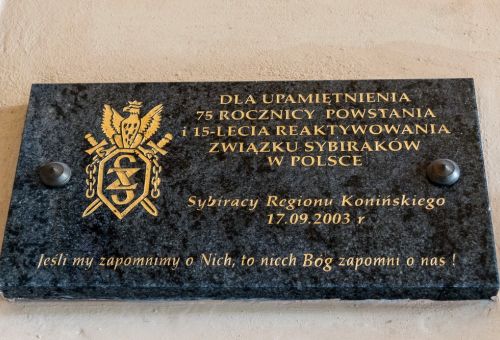 DLA UPAMIĘTNIENIA
75 ROCZNICY POWSTANIA
i 15-LECIA REAKTYWOWANIA
ZWIĄZKU SYBIRAKÓW
W POLSCE
Sybiracy Regionu Konińskiego
17.09.2003 r
Jeśli my zapomnimy o Nich, to niech Bóg zapomni o nas !